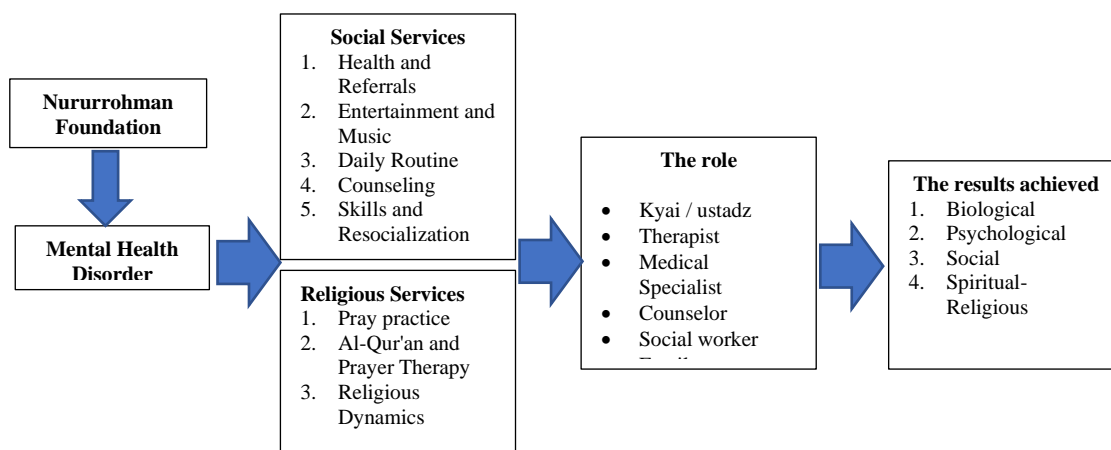 Nururrohman
Foundation
Mental Health
Disorder
Social Services
1. Health and
Referrals
2. Entertainment and
Music
3. Daily Routine
4. Counseling
5. Skills and
Resocialization
Religious Services
1. Pray practice
2. Al-Qur'an and
Prayer Therapy
3. Religious
Dynamics
The role
• Kyai / ustadz
• Therapist
• Medical
Specialist
• Counselor
• Social worker
The results achieved
1. Biological
2. Psychological
3. Social
4. Spiritual-
Religious